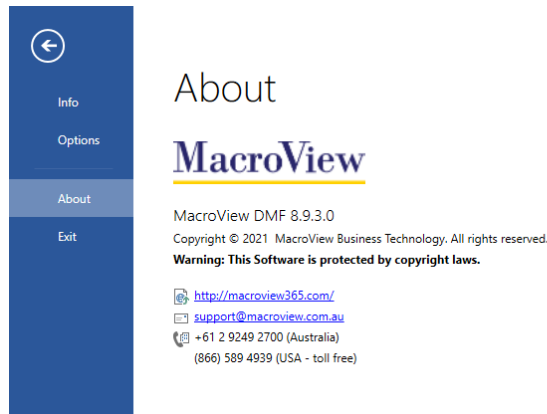 Info
Options
About
Exit
About
MacroView
MacroView DMF 8.9.3.0
Copyright © 2021 MacroView Business Technology. All rights reserved.
Warning: This Software is protected by copyright laws.
http://macroview365.com/
support@macroview.com.au
+61 2 9249 2700 (Australia)
(866) 589 4939 (USA - toll free)